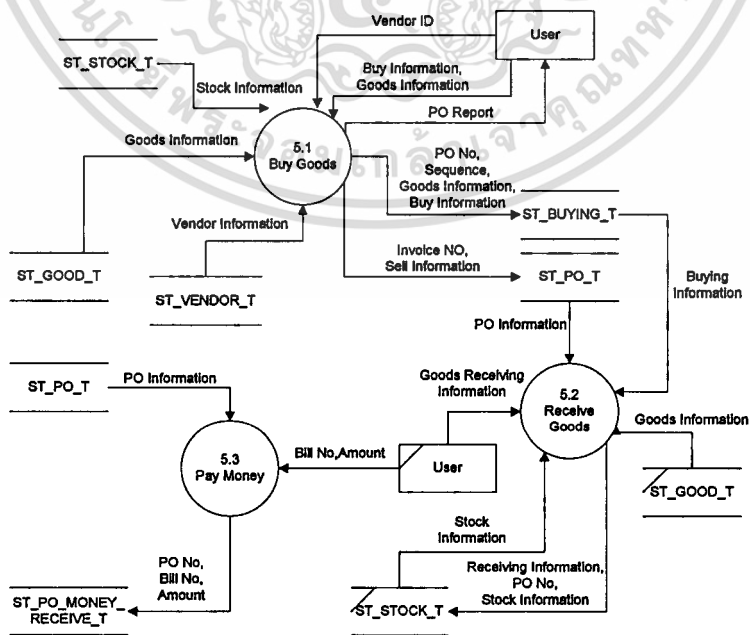 Vendor ID
User
ST_STOCK_T
Stock Information
Buy Information,
Goods Information
PO Report
Goods Information
5.1
Buy Goods
PO No,
Sequence,
Goods Information,
Buy Information
ST_BUYING_T
Vendor Information
Invoice NO,
Sell Information
ST_GOOD_T
ST_VENDOR_T
ST_PO_T
Buying
Information
PO Information
ST_PO_T
PO Information
Goods Receiving
Information
5.2
Receive
Goods
Goods Information
5.3
Pay Money
Bill No,Amount
User
ST_GOOD_T
Stock
Information
PO No,
Bill No,
Amount
Receiving Information,
PO No,
Stock Information
ST_PO_MONEY_
RECEIVE_T
ST_STOCK_T